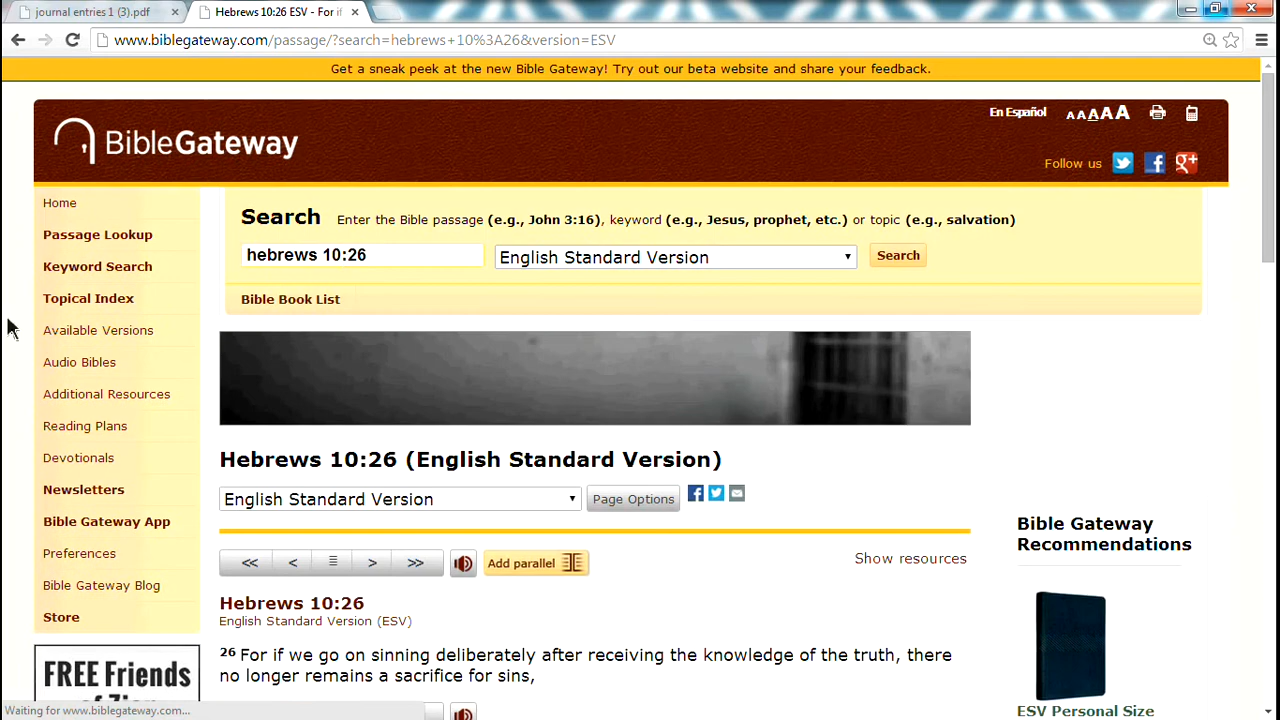 journal entries 1 (3).pdf
Hebrews 10:26 ESV - For if
www.biblegateway.com/passage/?search=hebrews+10%3A26&version=ESV
Get a sneak peek at the new Bible Gateway! Try out our beta website and share your feedback.
En Español A A A A A
BibleGateway
Follow us
Home
Passage Lookup
Keyword Search
Topical Index
Available Versions
Audio Bibles
Additional Resources
Reading Plans
Devotionals
Newsletters
Bible Gateway App
Preferences
Bible Gateway Blog
Store
FREE Friends
of Zion
Search Enter the Bible passage (e.g., John 3:16), keyword (e.g., Jesus, prophet, etc.) or topic (e.g., salvation)
hebrews 10:26 English Standard Version Search
Bible Book List
Hebrews 10:26 (English Standard Version)
English Standard Version Page Options
<< < ≡ > >> Add parallel Show resources
Hebrews 10:26
English Standard Version (ESV)
26 For if we go on sinning deliberately after receiving the knowledge of the truth, there
no longer remains a sacrifice for sins,
Bible Gateway
Recommendations
ESV Personal Size
Waiting for www.biblegateway.com...